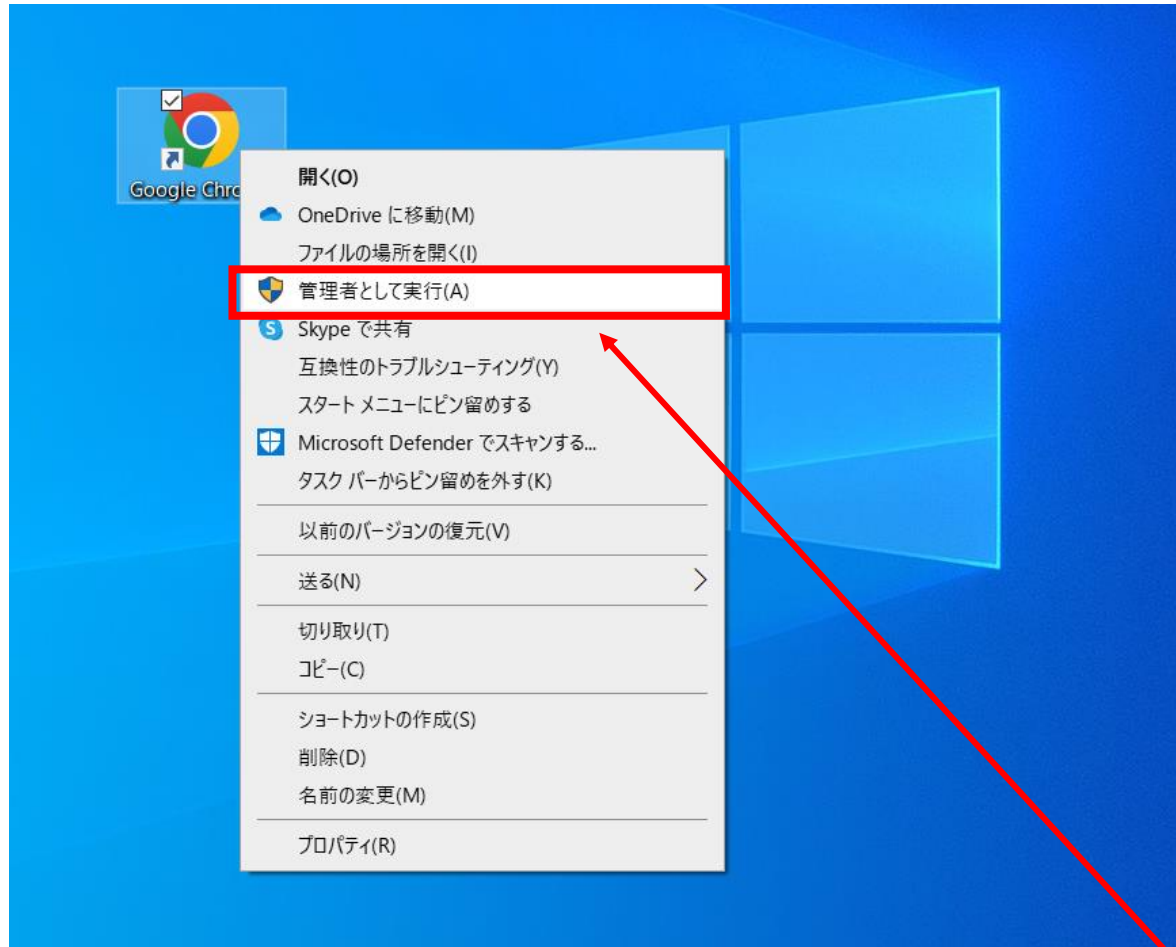 Google Chro
開く(O)
OneDrive に移動(M)
ファイルの場所を開く(I)
管理者として実行(A)
Skype で共有
互換性のトラブルシューティング(Y)
スタート メニューにピン留めする
Microsoft Defender でスキャンする...
タスク バーからピン留めを外す(K)
以前のバージョンの復元(V)
送る(N)
切り取り(T)
コピー(C)
ショートカットの作成(S)
削除(D)
名前の変更(M)
プロパティ(R)